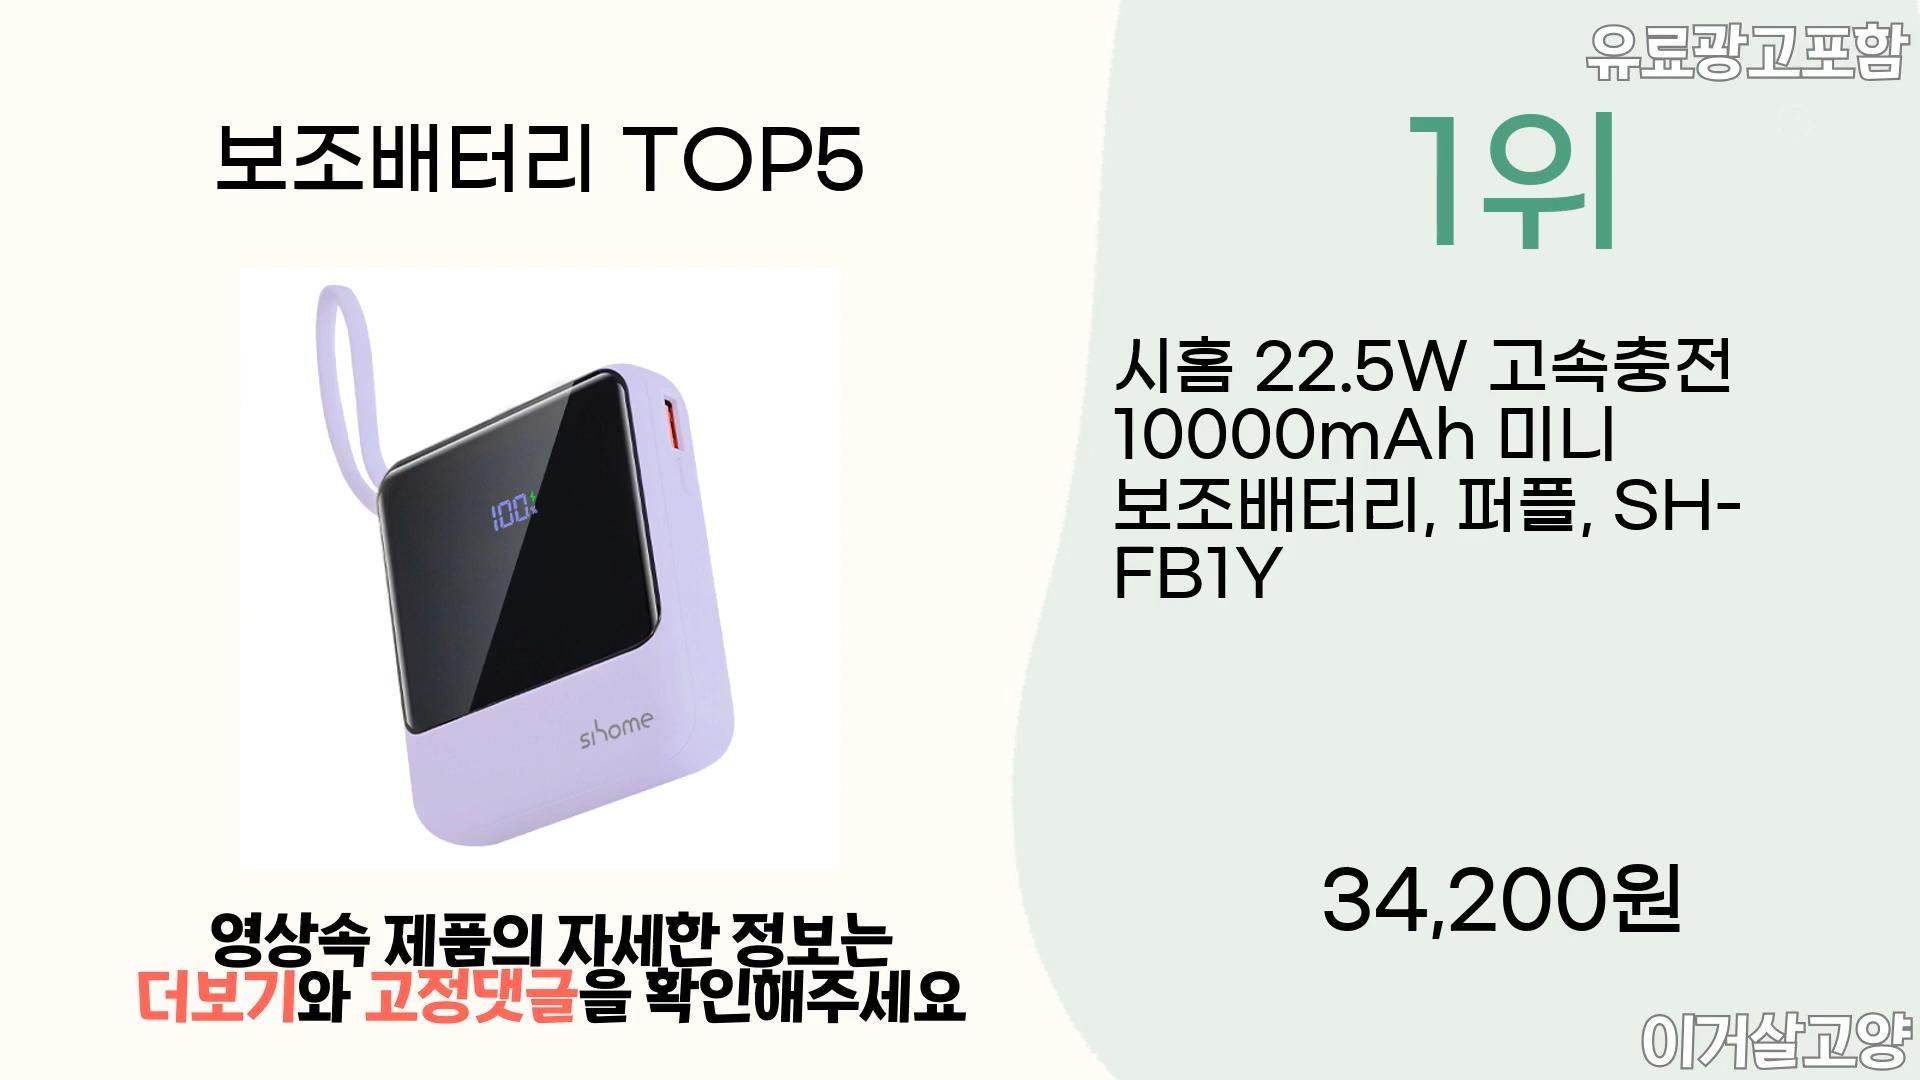 유료광고포함
보조배터리 TOP5
1위
100%
sihome
시홈 22.5W 고속충전
10000mAh 미니
보조배터리, 퍼플, SH-
FB1Y
34,200원
영상속 제품의 자세한 정보는
더보기와 고정댓글을 확인해주세요
이거살고양